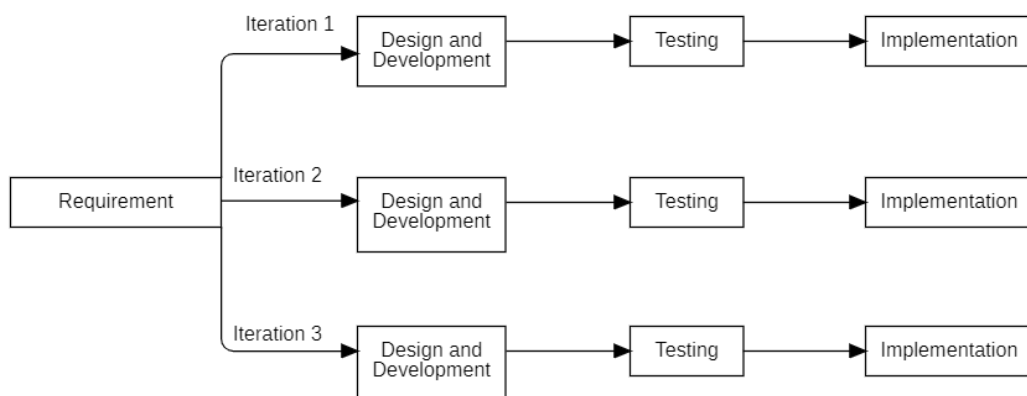 Iteration 1
Design and
Development
Testing
Implementation
Requirement
Iteration 2
Design and
Development
Testing
Implementation
Iteration 3
Design and
Development
Testing
Implementation